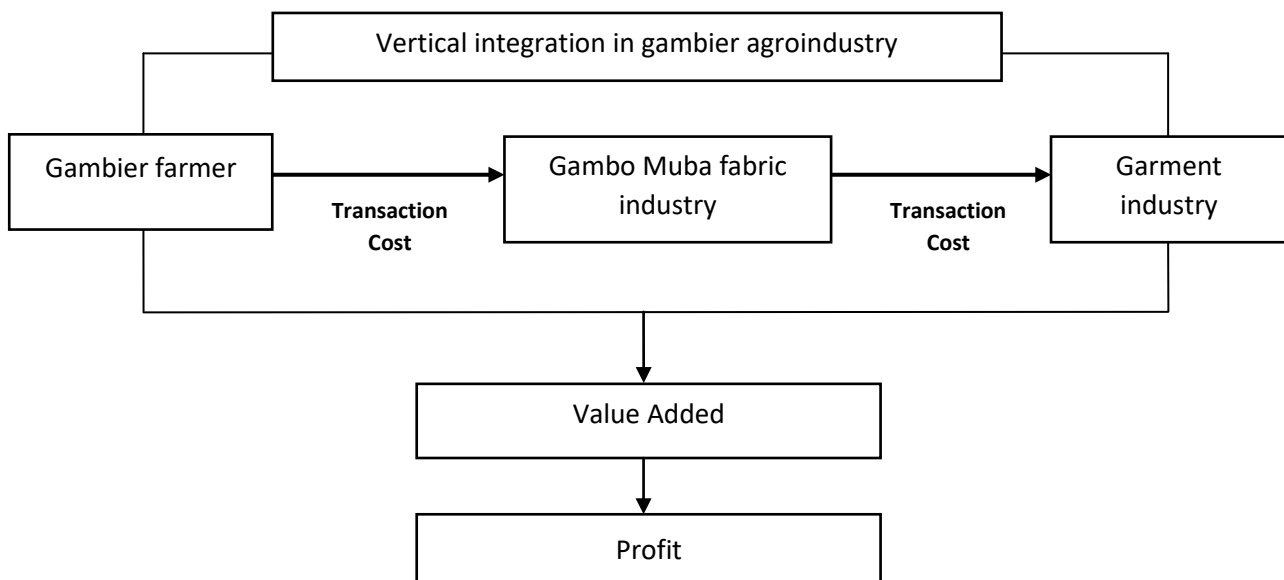 Vertical integration in gambier agroindustry
Gambier farmer
Transaction
Cost
Gambo Muba fabric
industry
Transaction
Cost
Garment
industry
Value Added
Profit